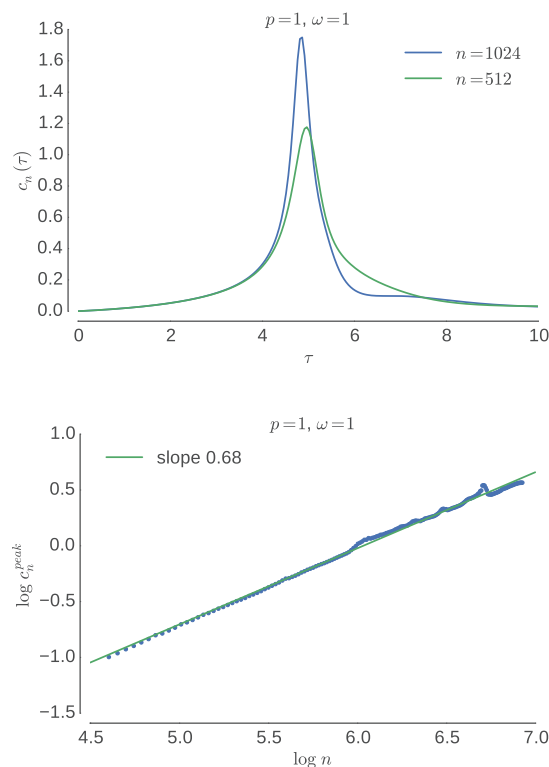 p=1, ω=1
1.8
1.6
1.4
1.2
1.0
0.8
0.6
0.4
0.2
0.0
c_n(τ)
n=1024
n=512
0 2 4 6 8 10
τ
p=1, ω=1
1.0
0.5
0.0
−0.5
−1.0
−1.5
log c_n^{peak}
slope 0.68
4.5 5.0 5.5 6.0 6.5 7.0
log n